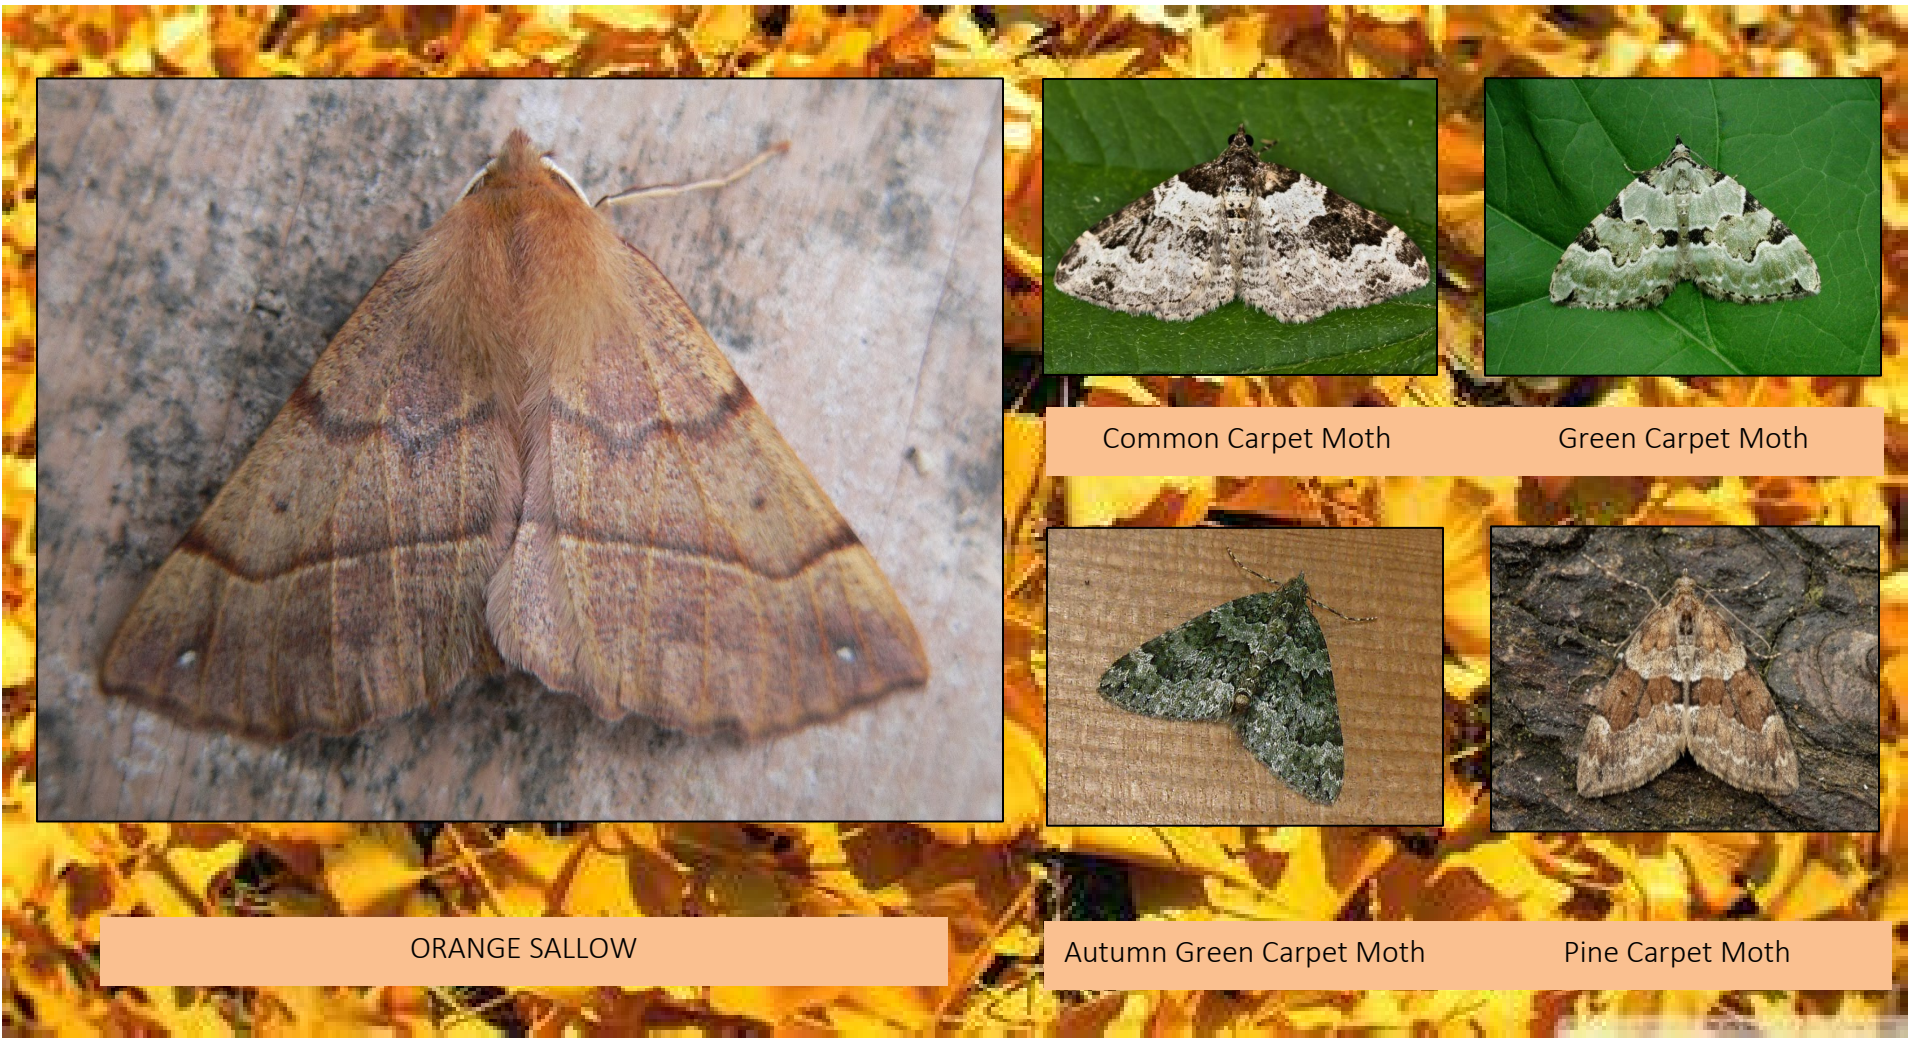 Common Carpet Moth
Green Carpet Moth
ORANGE SALLOW
Autumn Green Carpet Moth
Pine Carpet Moth